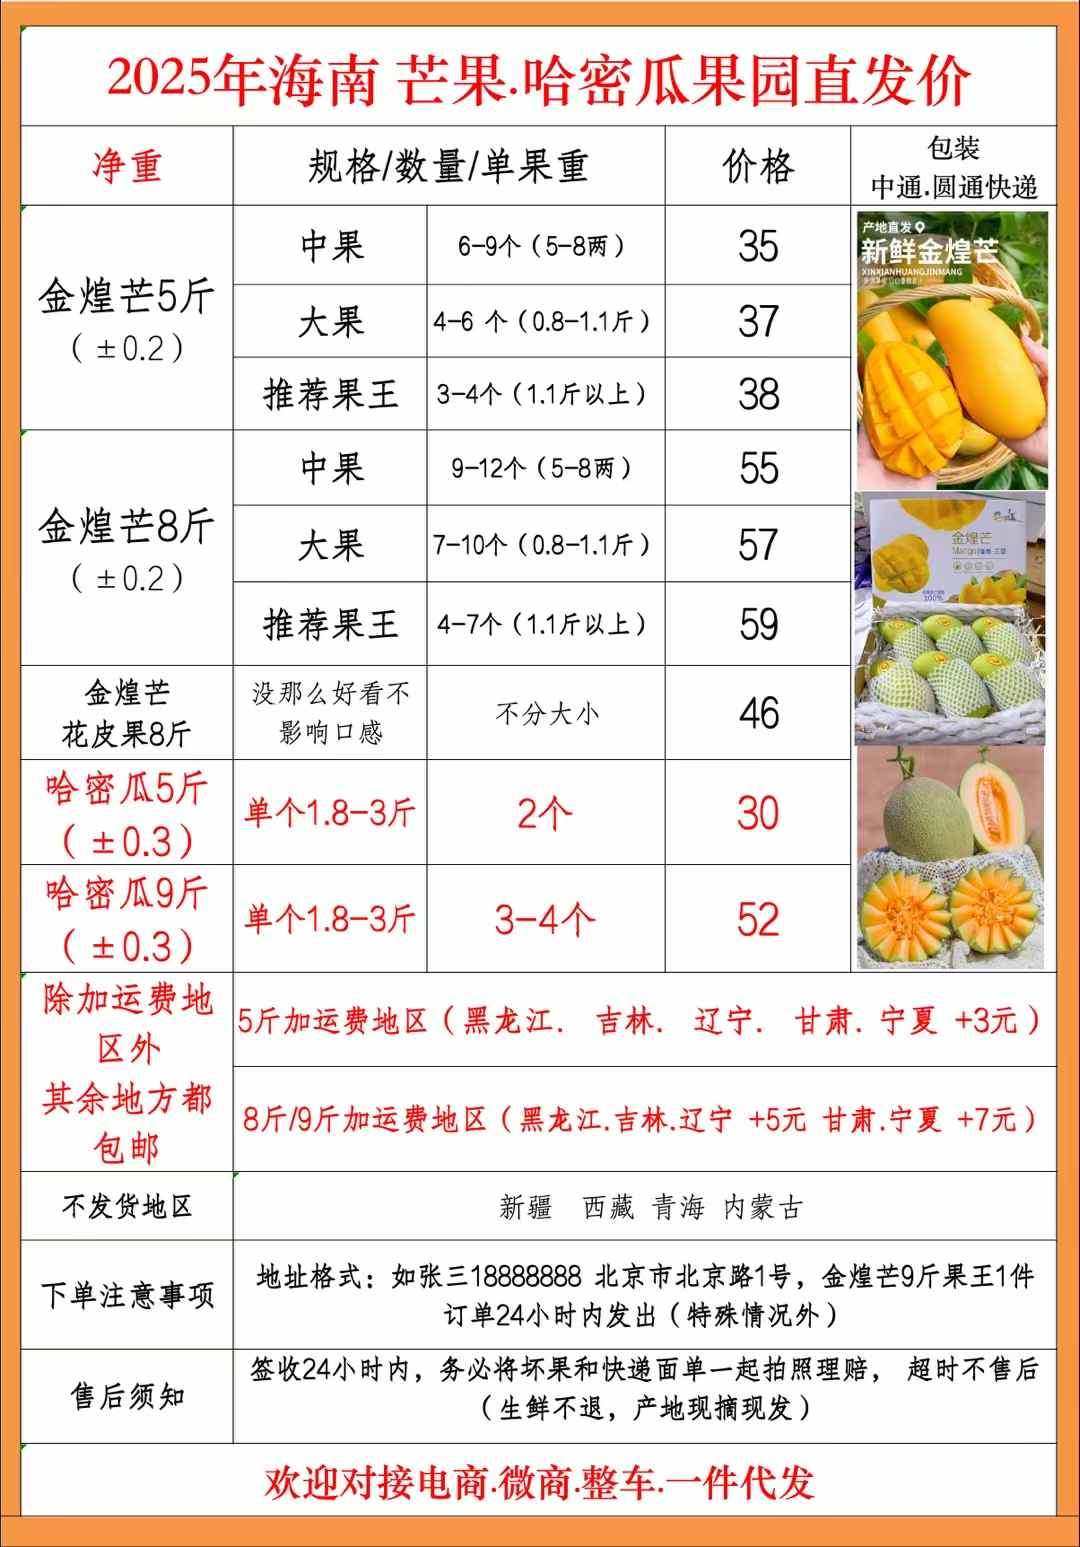 2025年海南 芒果.哈密瓜果园直发价
净重
规格/数量/单果重
价格
包装
中通.圆通快递
金煌芒5斤
（±0.2）
中果
6-9个（5-8两）
35
大果
4-6 个（0.8-1.1斤）
37
推荐果王
3-4个（1.1斤以上）
38
产地直发
新鲜金煌芒
XINXIANHUANGJINMANG
金煌芒8斤
（±0.2）
中果
9-12个（5-8两）
55
大果
7-10个（0.8-1.1斤）
57
推荐果王
4-7个（1.1斤以上）
59
金煌芒
Mango
100%
金煌芒
花皮果8斤
没那么好看不
影响口感
不分大小
46
哈密瓜5斤
（±0.3）
单个1.8-3斤
2个
30
哈密瓜9斤
（±0.3）
单个1.8-3斤
3-4个
52
除加运费地
区外
其余地方都
包邮
5斤加运费地区（黑龙江. 吉林. 辽宁. 甘肃. 宁夏 +3元）
8斤/9斤加运费地区（黑龙江.吉林.辽宁 +5元 甘肃.宁夏 +7元）
不发货地区
新疆 西藏 青海 内蒙古
下单注意事项
地址格式：如张三18888888 北京市北京路1号，金煌芒9斤果王1件
订单24小时内发出（特殊情况外）
售后须知
签收24小时内，务必将坏果和快递面单一起拍照理赔， 超时不售后
（生鲜不退，产地现摘现发）
欢迎对接电商.微商.整车.一件代发